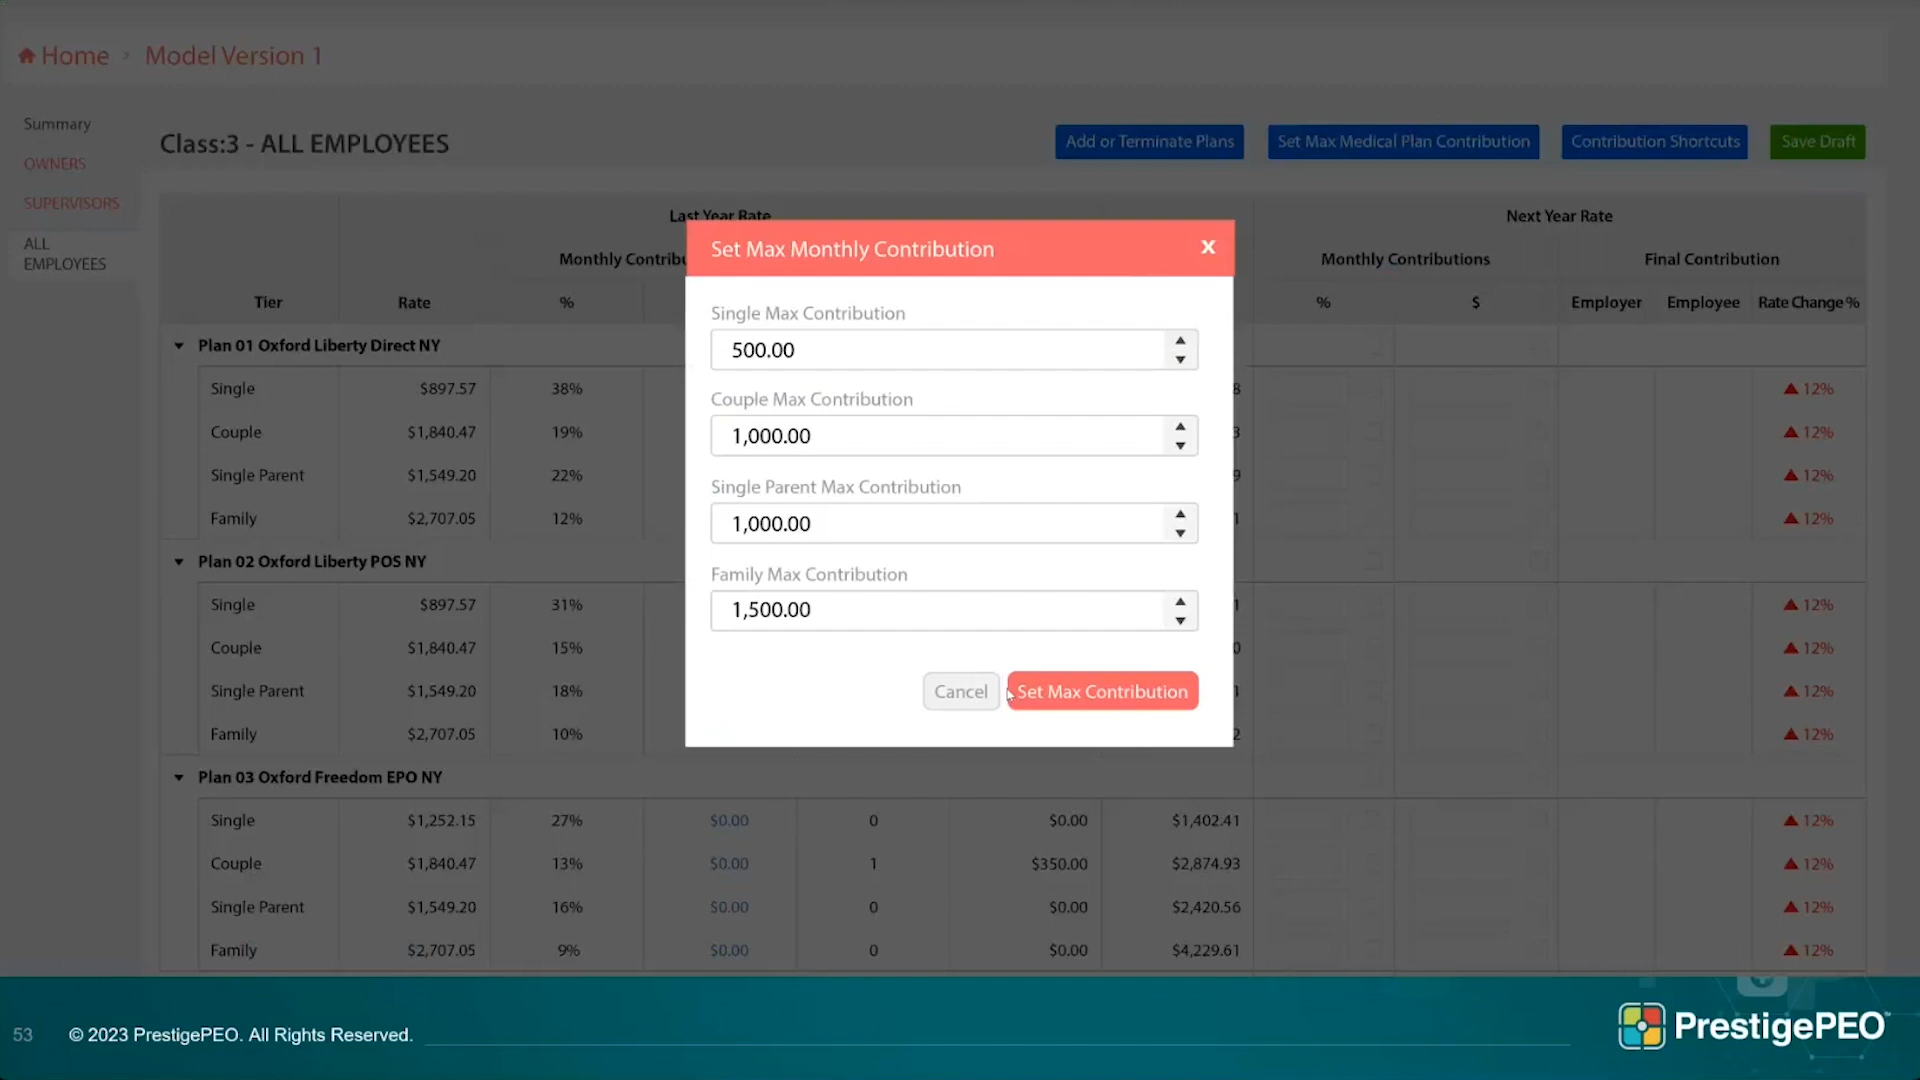 Home › Model Version 1
Summary
OWNERS
SUPERVISORS
ALL
EMPLOYEES
Class:3 - ALL EMPLOYEES
Add or Terminate Plans
Set Max Medical Plan Contribution
Contribution Shortcuts
Save Draft
Last Year Rate
Next Year Rate
Monthly Contributions
Final Contribution
Tier Rate % % $ Employer Employee Rate Change %
Plan 01 Oxford Liberty Direct NY
Single $897.57 38% 12%
Couple $1,840.47 19% 12%
Single Parent $1,549.20 22% 12%
Family $2,707.05 12% 12%
Plan 02 Oxford Liberty POS NY
Single $897.57 31% 12%
Couple $1,840.47 15% 12%
Single Parent $1,549.20 18% 12%
Family $2,707.05 10% 12%
Plan 03 Oxford Freedom EPO NY
Single $1,252.15 27% $0.00 0 $0.00 $1,402.41 12%
Couple $1,840.47 13% $0.00 1 $350.00 $2,874.93 12%
Single Parent $1,549.20 16% $0.00 0 $0.00 $2,420.56 12%
Family $2,707.05 9% $0.00 0 $0.00 $4,229.61 12%
Set Max Monthly Contribution X
Single Max Contribution
500.00
Couple Max Contribution
1,000.00
Single Parent Max Contribution
1,000.00
Family Max Contribution
1,500.00
Cancel
Set Max Contribution
53 © 2023 PrestigePEO. All Rights Reserved.
PrestigePEO